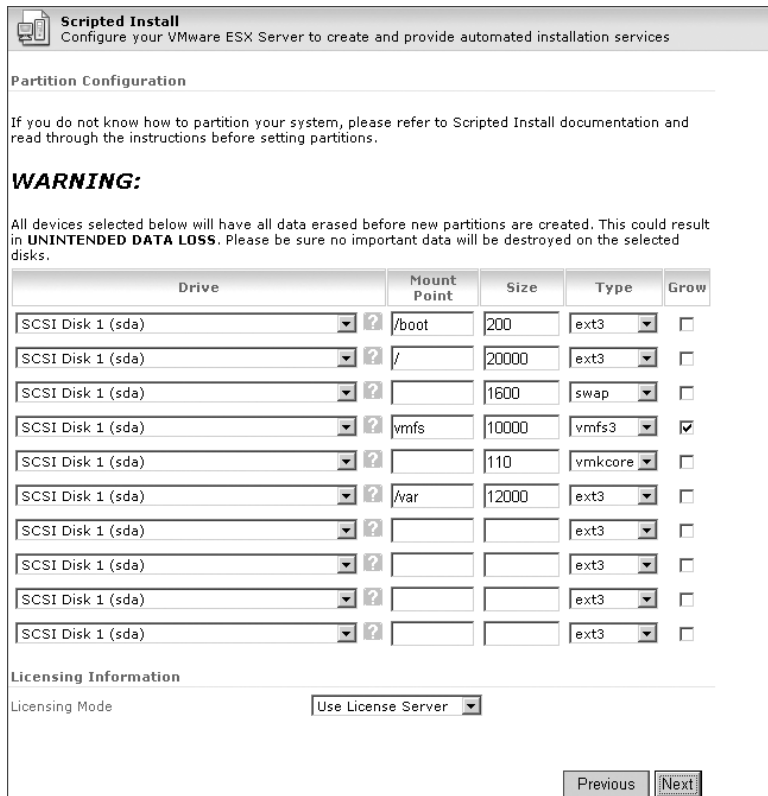 Scripted Install
Configure your VMware ESX Server to create and provide automated installation services
Partition Configuration
If you do not know how to partition your system, please refer to Scripted Install documentation and
read through the instructions before setting partitions.
WARNING:
All devices selected below will have all data erased before new partitions are created. This could result
in UNINTENDED DATA LOSS. Please be sure no important data will be destroyed on the selected
disks.
Drive Mount Point Size Type Grow
SCSI Disk 1 (sda) ? /boot 200 ext3
SCSI Disk 1 (sda) ? / 20000 ext3
SCSI Disk 1 (sda) ? 1600 swap
SCSI Disk 1 (sda) ? vmfs 10000 vmfs3
SCSI Disk 1 (sda) ? 110 vmkcore
SCSI Disk 1 (sda) ? /var 12000 ext3
SCSI Disk 1 (sda) ? ext3
SCSI Disk 1 (sda) ? ext3
SCSI Disk 1 (sda) ? ext3
SCSI Disk 1 (sda) ? ext3
Licensing Information
Licensing Mode Use License Server
Previous Next